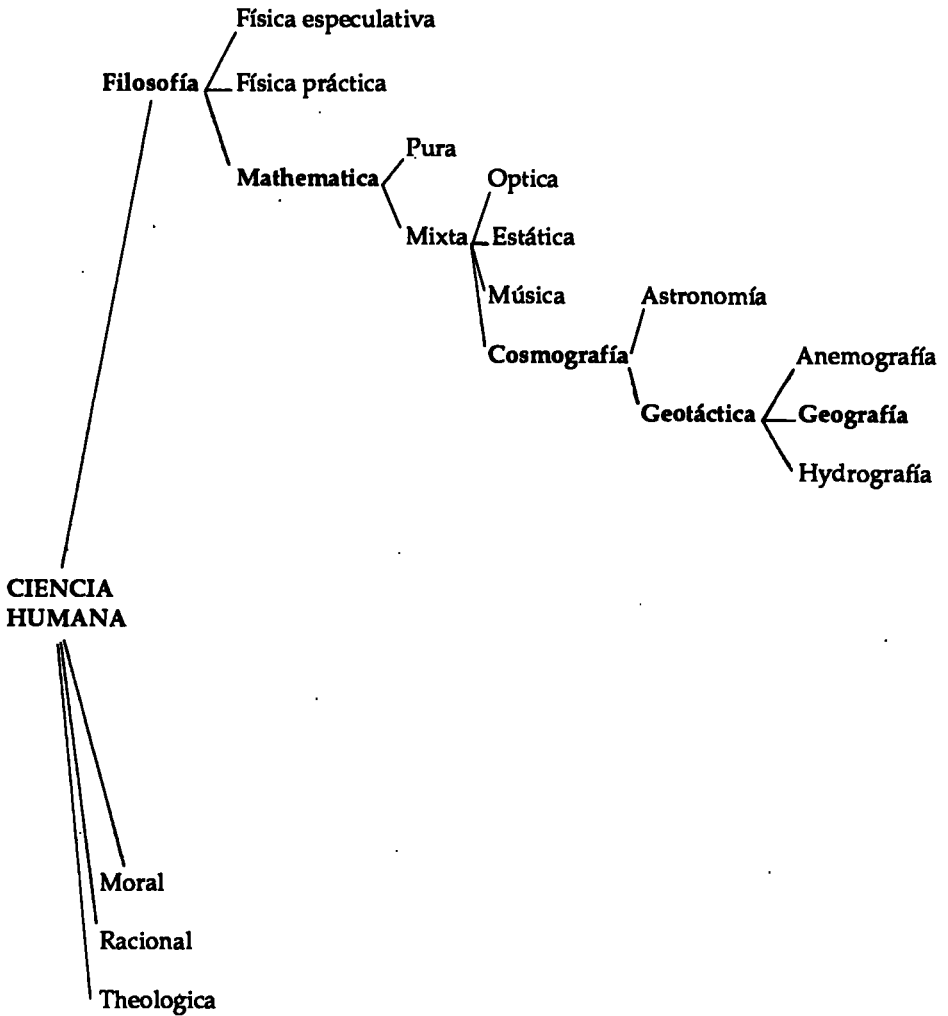 Física especulativa
Filosofía
Física práctica
Pura
Mathematica
Optica
Mixta
Estática
Música
Astronomía
Cosmografía
Anemografía
Geotáctica
Geografía
Hydrografía
CIENCIA
HUMANA
Moral
Racional
Theologica